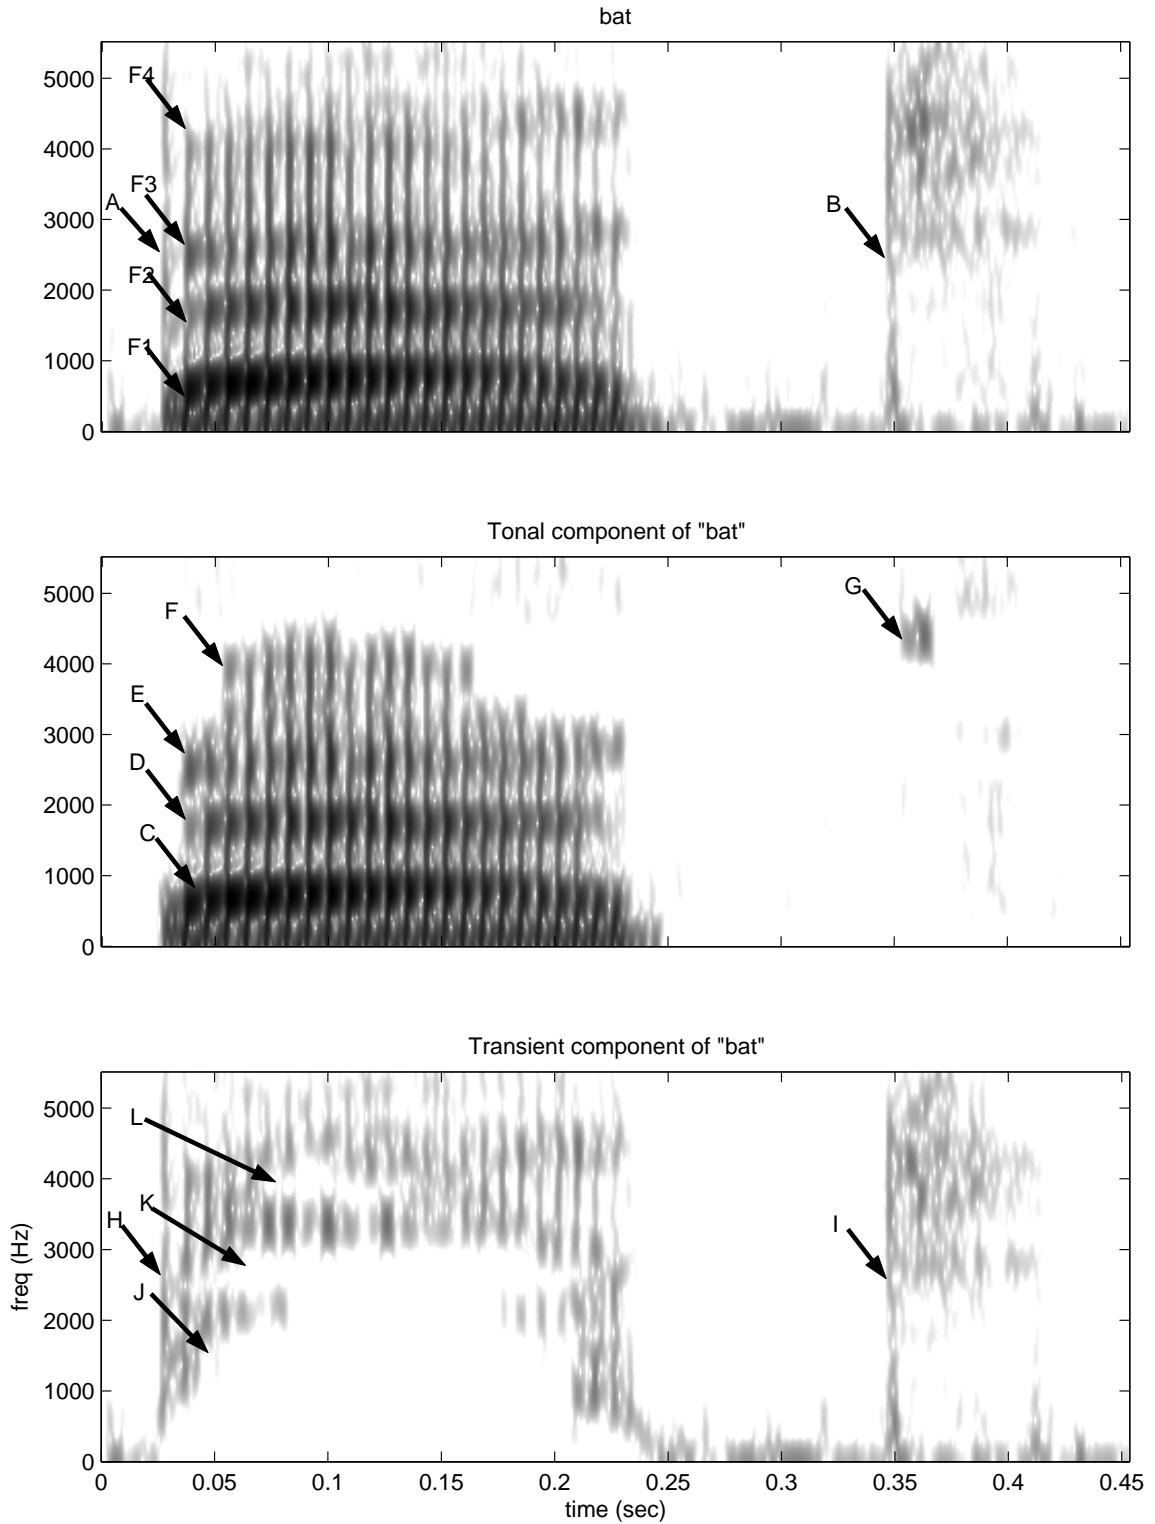 bat
F4
5000
4000
F3
A
3000
B
F2
2000
F1
1000
0
Tonal component of "bat"
5000
G
F
4000
E
3000
D
2000
C
1000
0
Transient component of "bat"
5000
L
4000
K
H
I
3000
J
2000
1000
0
freq (Hz)
0 0.05 0.1 0.15 0.2 0.25 0.3 0.35 0.4 0.45
time (sec)